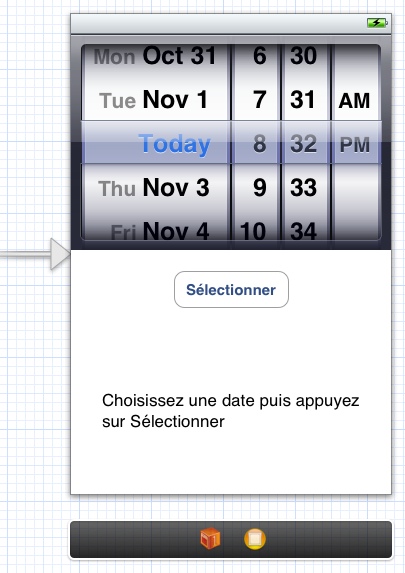 Mon Oct 31 6 30
Tue Nov 1 7 31 AM
Today 8 32 PM
Thu Nov 3 9 33
Fri Nov 4 10 34
Sélectionner
Choisissez une date puis appuyez
sur Sélectionner